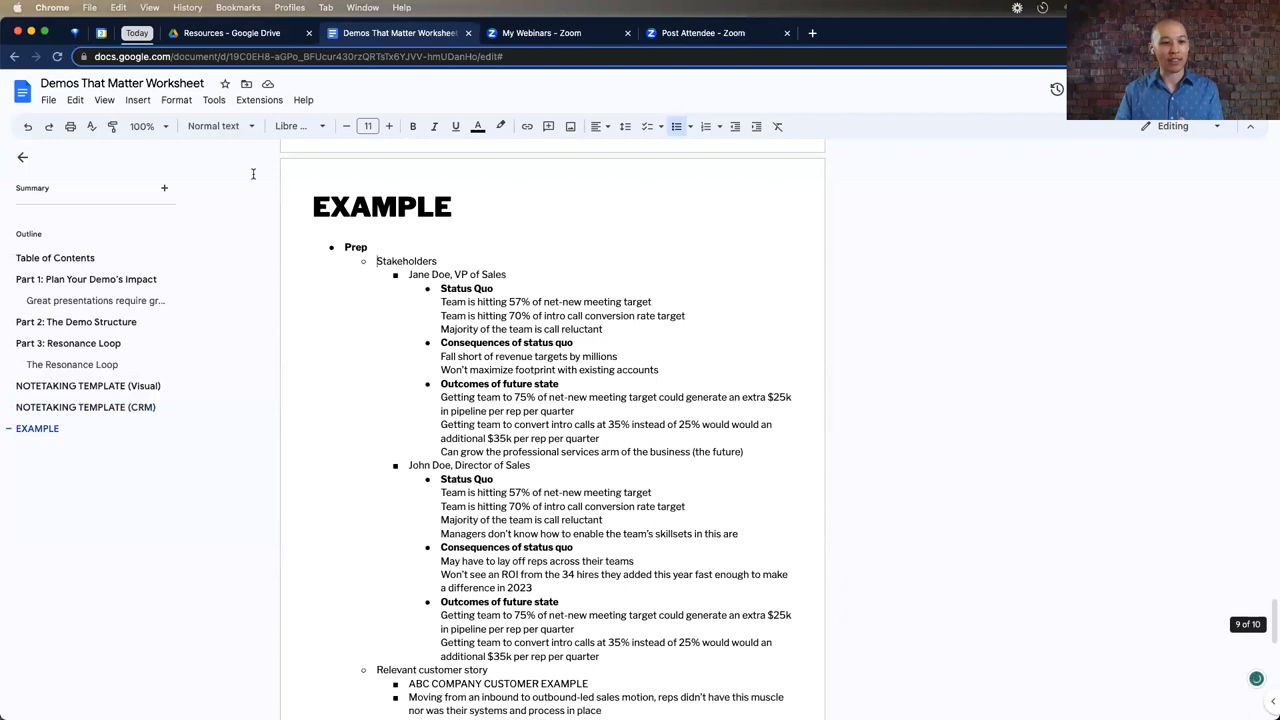 Chrome File Edit View History Bookmarks Profiles Tab Window Help
Today
Resources - Google Drive
Demos That Matter Worksheet
My Webinars - Zoom
Post Attendee - Zoom
docs.google.com/document/d/19C0EH8-aGPo_BFUcur430rzQRTsTx6YJVV-hmUDanHo/edit#
Demos That Matter Worksheet
File Edit View Insert Format Tools Extensions Help
100% Normal text Libre ... 11 B I U A Editing
Summary
Outline
Table of Contents
Part 1: Plan Your Demo's Impact
Great presentations require gr...
Part 2: The Demo Structure
Part 3: Resonance Loop
The Resonance Loop
NOTETAKING TEMPLATE (Visual)
NOTETAKING TEMPLATE (CRM)
EXAMPLE
EXAMPLE
Prep
Stakeholders
Jane Doe, VP of Sales
Status Quo
Team is hitting 57% of net-new meeting target
Team is hitting 70% of intro call conversion rate target
Majority of the team is call reluctant
Consequences of status quo
Fall short of revenue targets by millions
Won't maximize footprint with existing accounts
Outcomes of future state
Getting team to 75% of net-new meeting target could generate an extra $25k
in pipeline per rep per quarter
Getting team to convert intro calls at 35% instead of 25% would would an
additional $35k per rep per quarter
Can grow the professional services arm of the business (the future)
John Doe, Director of Sales
Status Quo
Team is hitting 57% of net-new meeting target
Team is hitting 70% of intro call conversion rate target
Majority of the team is call reluctant
Managers don't know how to enable the team's skillsets in this are
Consequences of status quo
May have to lay off reps across their teams
Won't see an ROI from the 34 hires they added this year fast enough to make
a difference in 2023
Outcomes of future state
Getting team to 75% of net-new meeting target could generate an extra $25k
in pipeline per rep per quarter
Getting team to convert intro calls at 35% instead of 25% would would an
additional $35k per rep per quarter
Relevant customer story
ABC COMPANY CUSTOMER EXAMPLE
Moving from an inbound to outbound-led sales motion, reps didn't have this muscle
nor was their systems and process in place
9 of 10